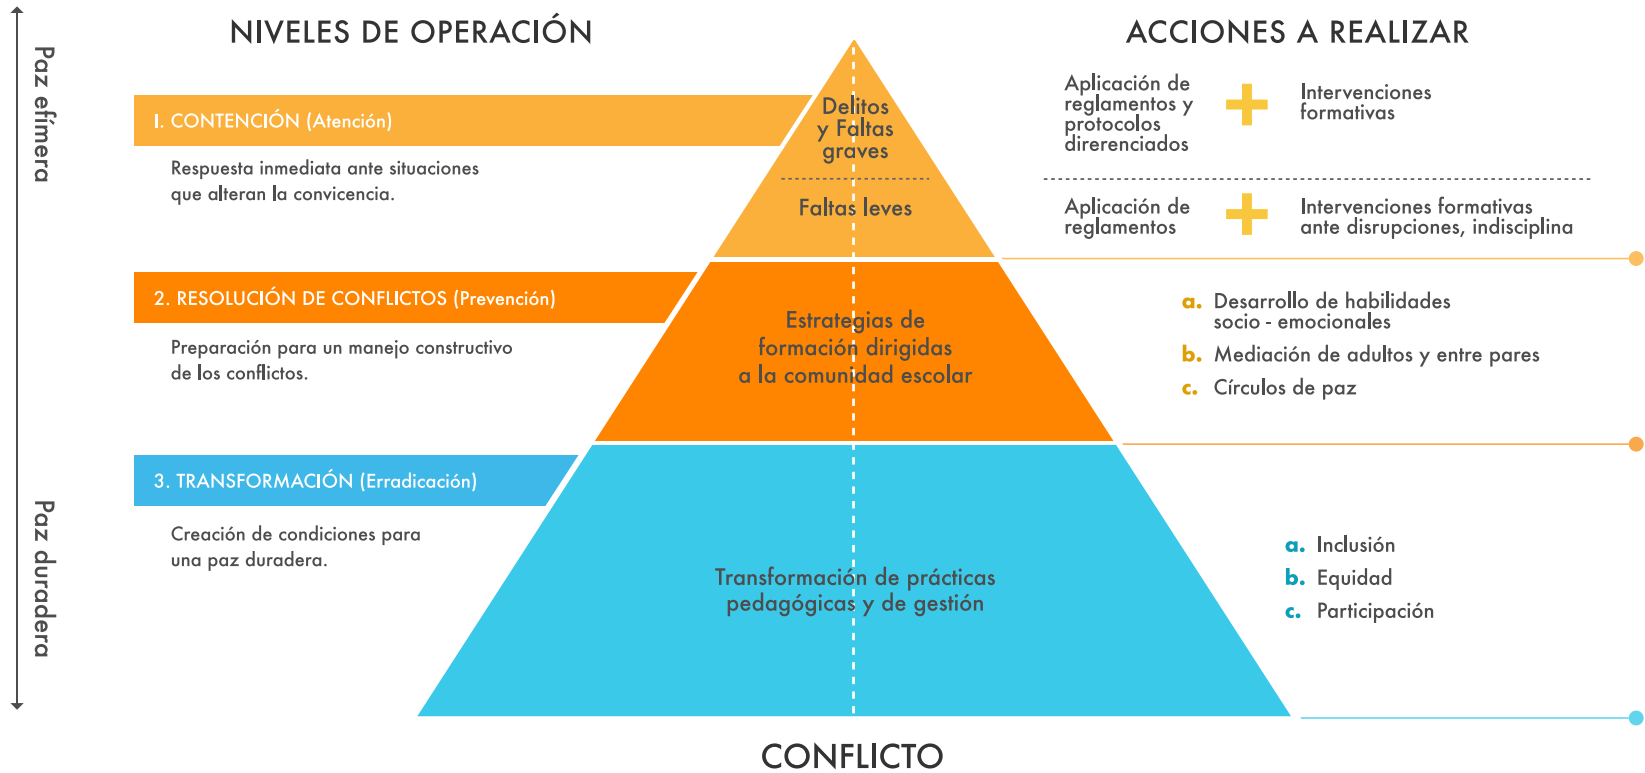 NIVELES DE OPERACIÓN
ACCIONES A REALIZAR
Paz efímera
Paz duradera
1. CONTENCIÓN (Atención)
Respuesta inmediata ante situaciones
que alteran la convicencia.
Delitos
y Faltas
graves
Faltas leves
Aplicación de
reglamentos y
protocolos
direrenciados
+
Intervenciones
formativas
Aplicación de
reglamentos
+
Intervenciones formativas
ante disrupciones, indisciplina
2. RESOLUCIÓN DE CONFLICTOS (Prevención)
Preparación para un manejo constructivo
de los conflictos.
Estrategias de
formación dirigidas
a la comunidad escolar
a. Desarrollo de habilidades
socio - emocionales
b. Mediación de adultos y entre pares
c. Círculos de paz
3. TRANSFORMACIÓN (Erradicación)
Creación de condiciones para
una paz duradera.
Transformación de prácticas
pedagógicas y de gestión
a. Inclusión
b. Equidad
c. Participación
CONFLICTO